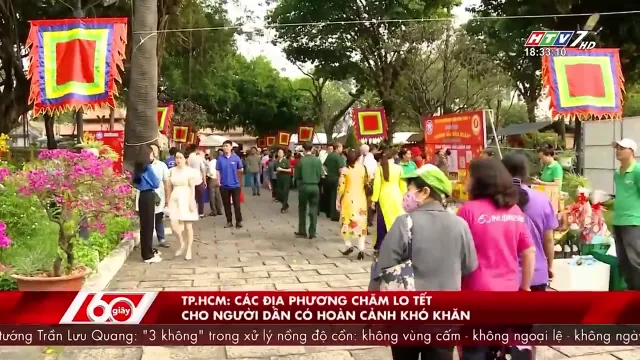 HTV7 HD
18:33:10
60 giây
TP.HCM: CÁC ĐỊA PHƯƠNG CHĂM LO TẾT
CHO NGƯỜI DÂN CÓ HOÀN CẢNH KHÓ KHĂN
tướng Trần Lưu Quang: "3 không" trong xử lý nồng độ cồn: không vùng cấm - không ngoại lệ - không